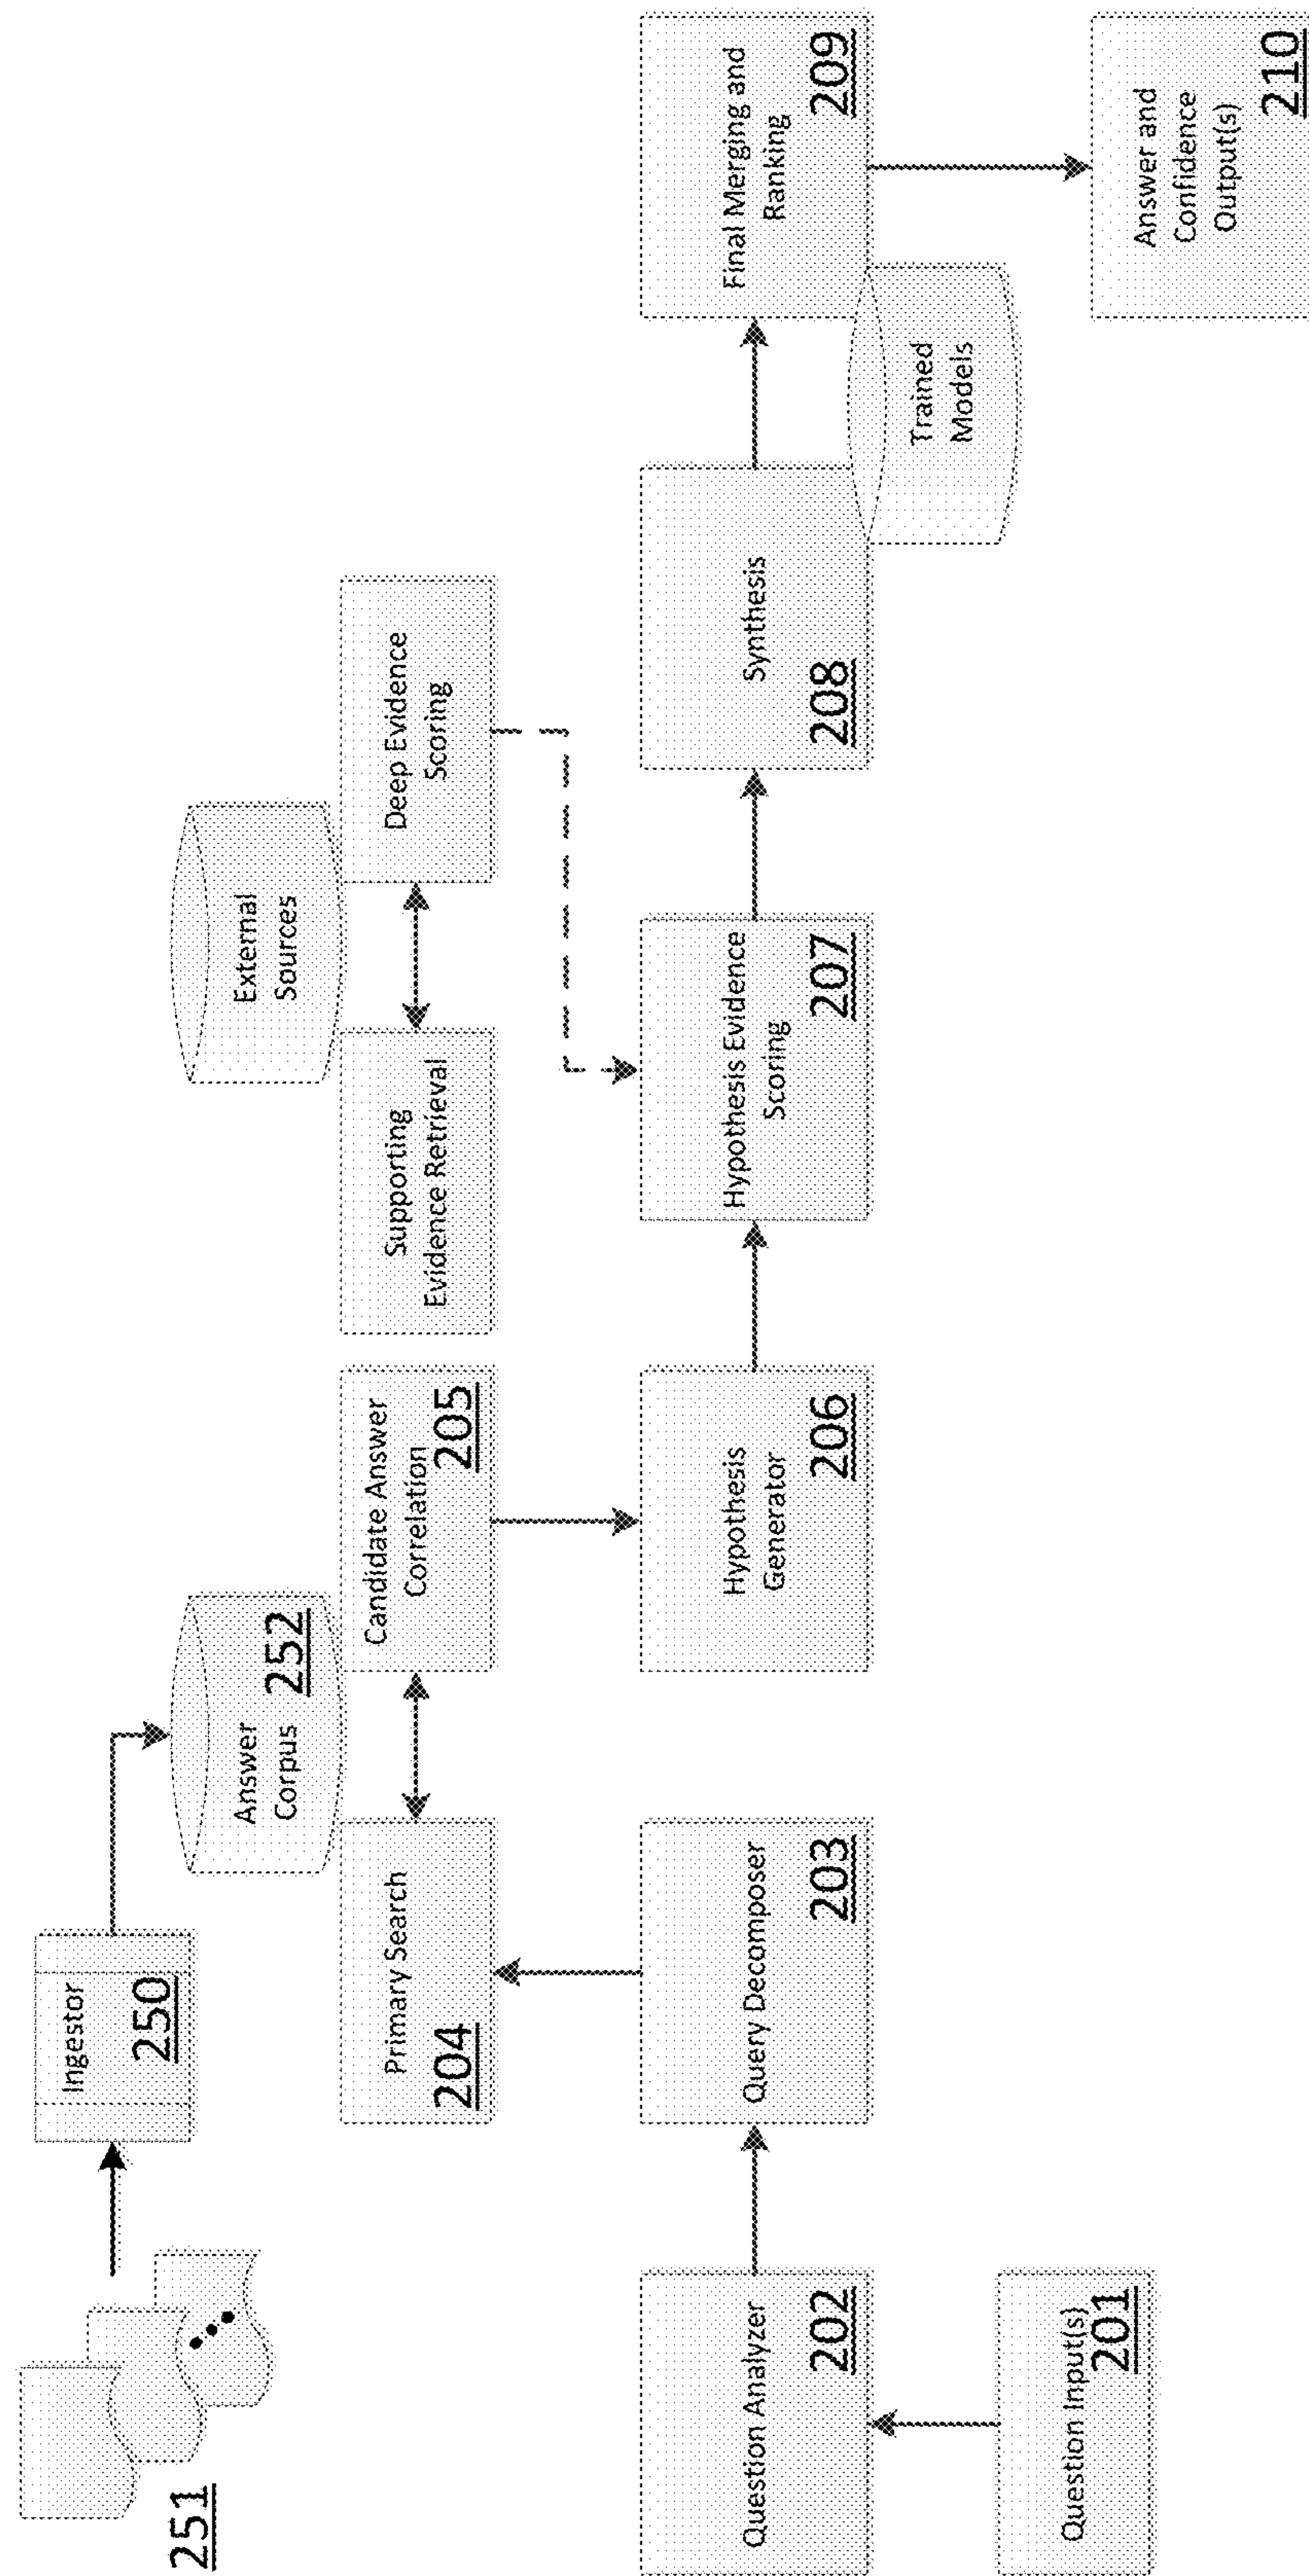 251
Ingestor
250
Answer
Corpus
252
External
Sources
Primary Search
204
Candidate Answer
Correlation
205
Supporting
Evidence Retrieval
Deep Evidence
Scoring
Question Analyzer
202
Query Decomposer
203
Hypothesis
Generator
206
Hypothesis Evidence
Scoring
207
Synthesis
208
Final Merging and
Ranking
209
Trained
Models
Question Input(s)
201
Answer and
Confidence
Output(s)
210